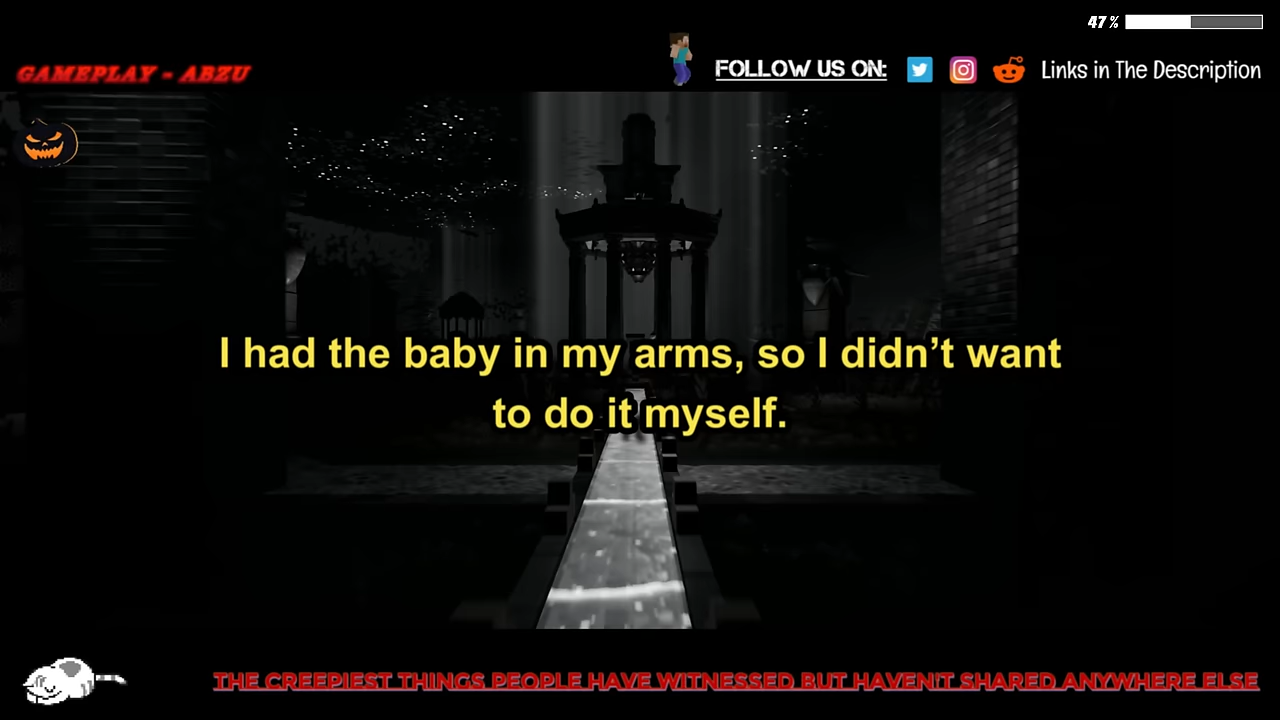 47%
GAMEPLAY - ABZU
FOLLOW US ON:
Links in The Description
I had the baby in my arms, so I didn’t want
to do it myself.
THE CREEPIEST THINGS PEOPLE HAVE WITNESSED BUT HAVEN'T SHARED ANYWHERE ELSE